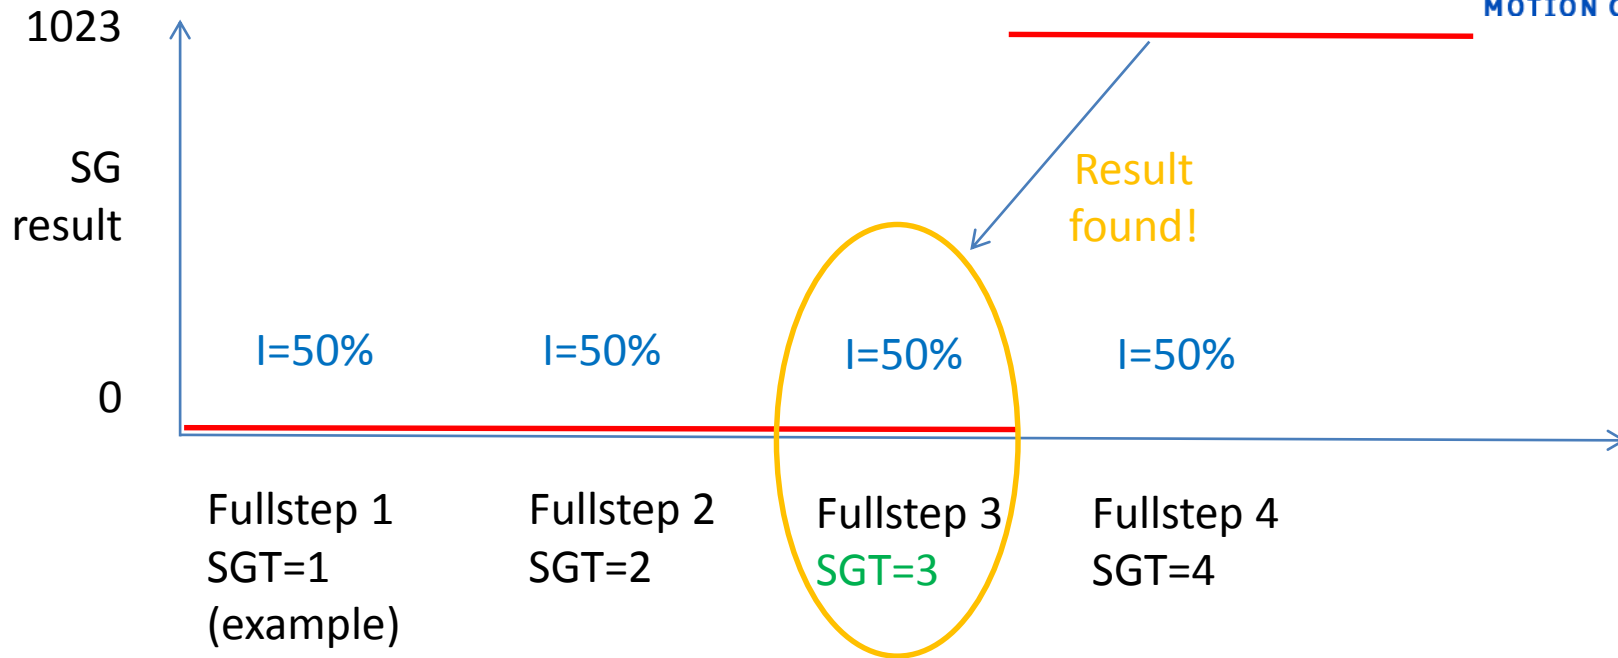 MOTION C
1023
SG
result
Result
found!
I=50%
I=50%
I=50%
I=50%
0
Fullstep 1
SGT=1
(example)
Fullstep 2
SGT=2
Fullstep 3
SGT=3
Fullstep 4
SGT=4